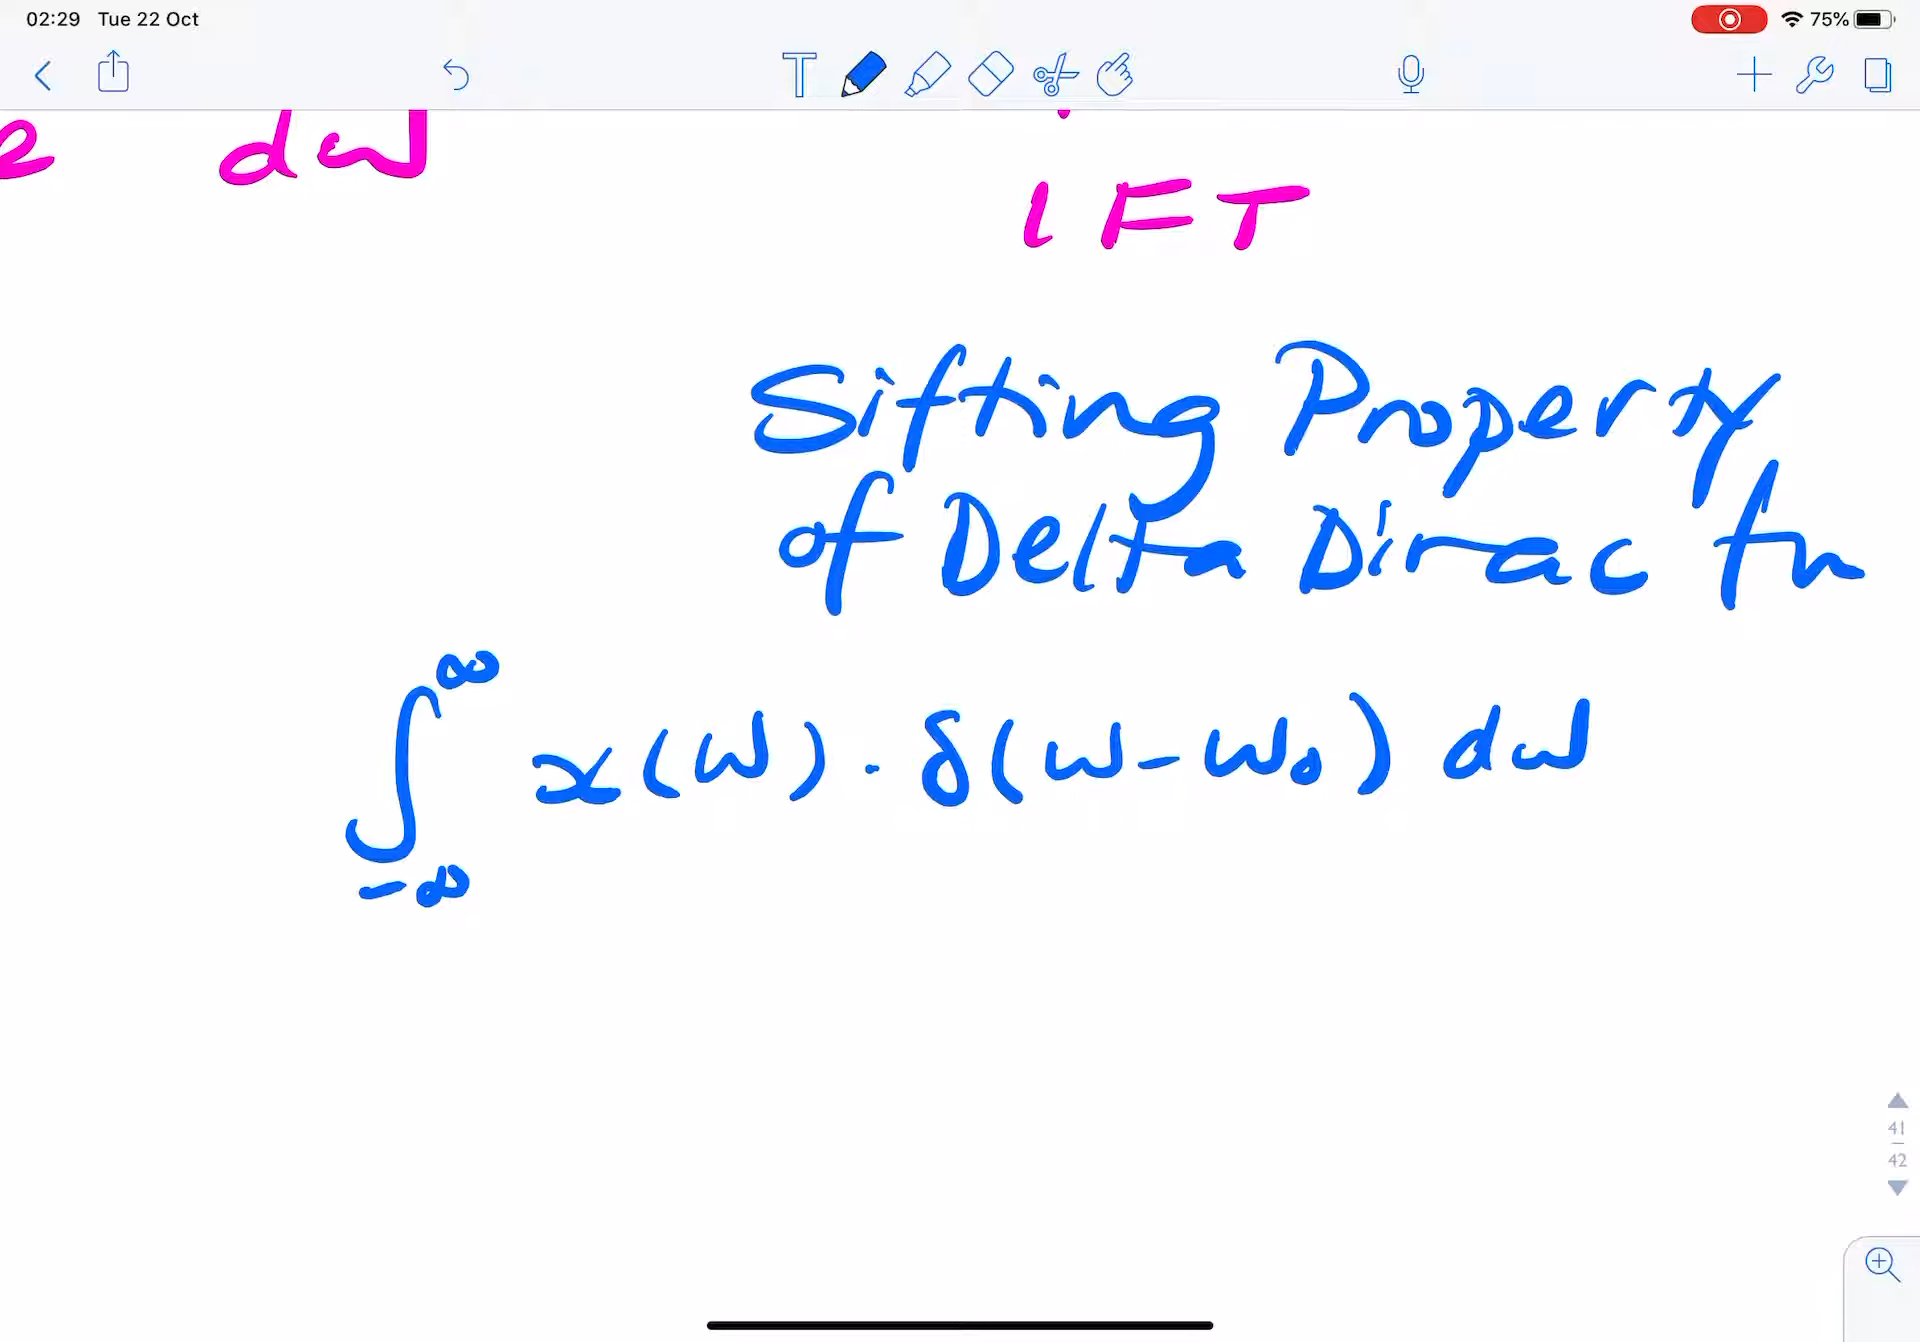 02:29 Tue 22 Oct
75%
T
e dω
iFT
Sifting Property
of Delta Dirac fn
∫_{-∞}^{∞} x(ω) · δ(ω-ω₀) dω
41
42